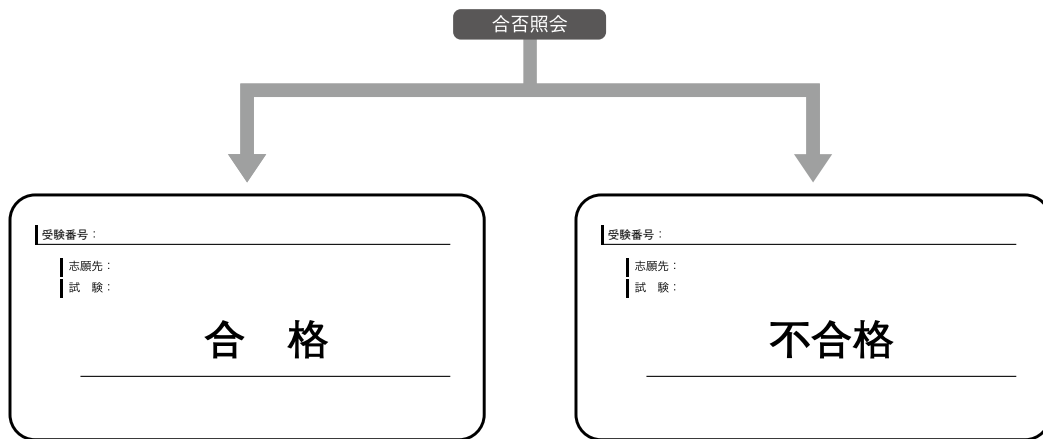 合否照会
受験番号：
志願先：
試　験：
合　格
受験番号：
志願先：
試　験：
不合格